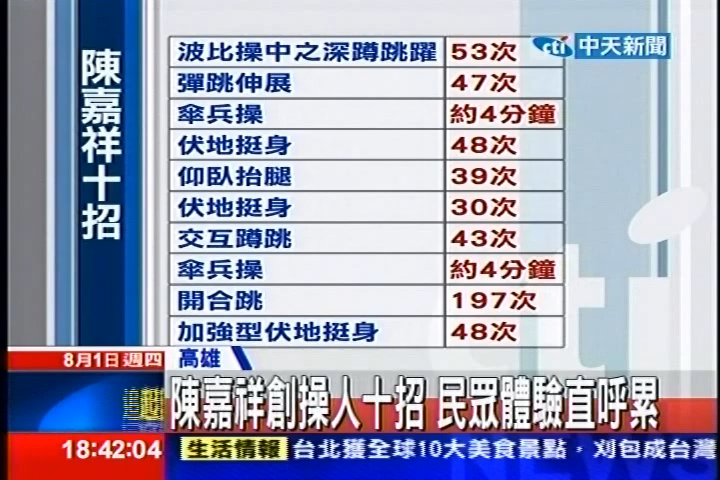 陳嘉祥十招
cti 中天新聞
波比操中之深蹲跳躍 53次
彈跳伸展 47次
傘兵操 約4分鐘
伏地挺身 48次
仰臥抬腿 39次
伏地挺身 30次
交互蹲跳 43次
傘兵操 約4分鐘
開合跳 197次
加強型伏地挺身 48次
cti
8月1日週四 高雄
陳嘉祥創操人十招 民眾體驗直呼累
18:42:04 生活情報 台北獲全球10大美食景點，刈包成台灣
NEWS